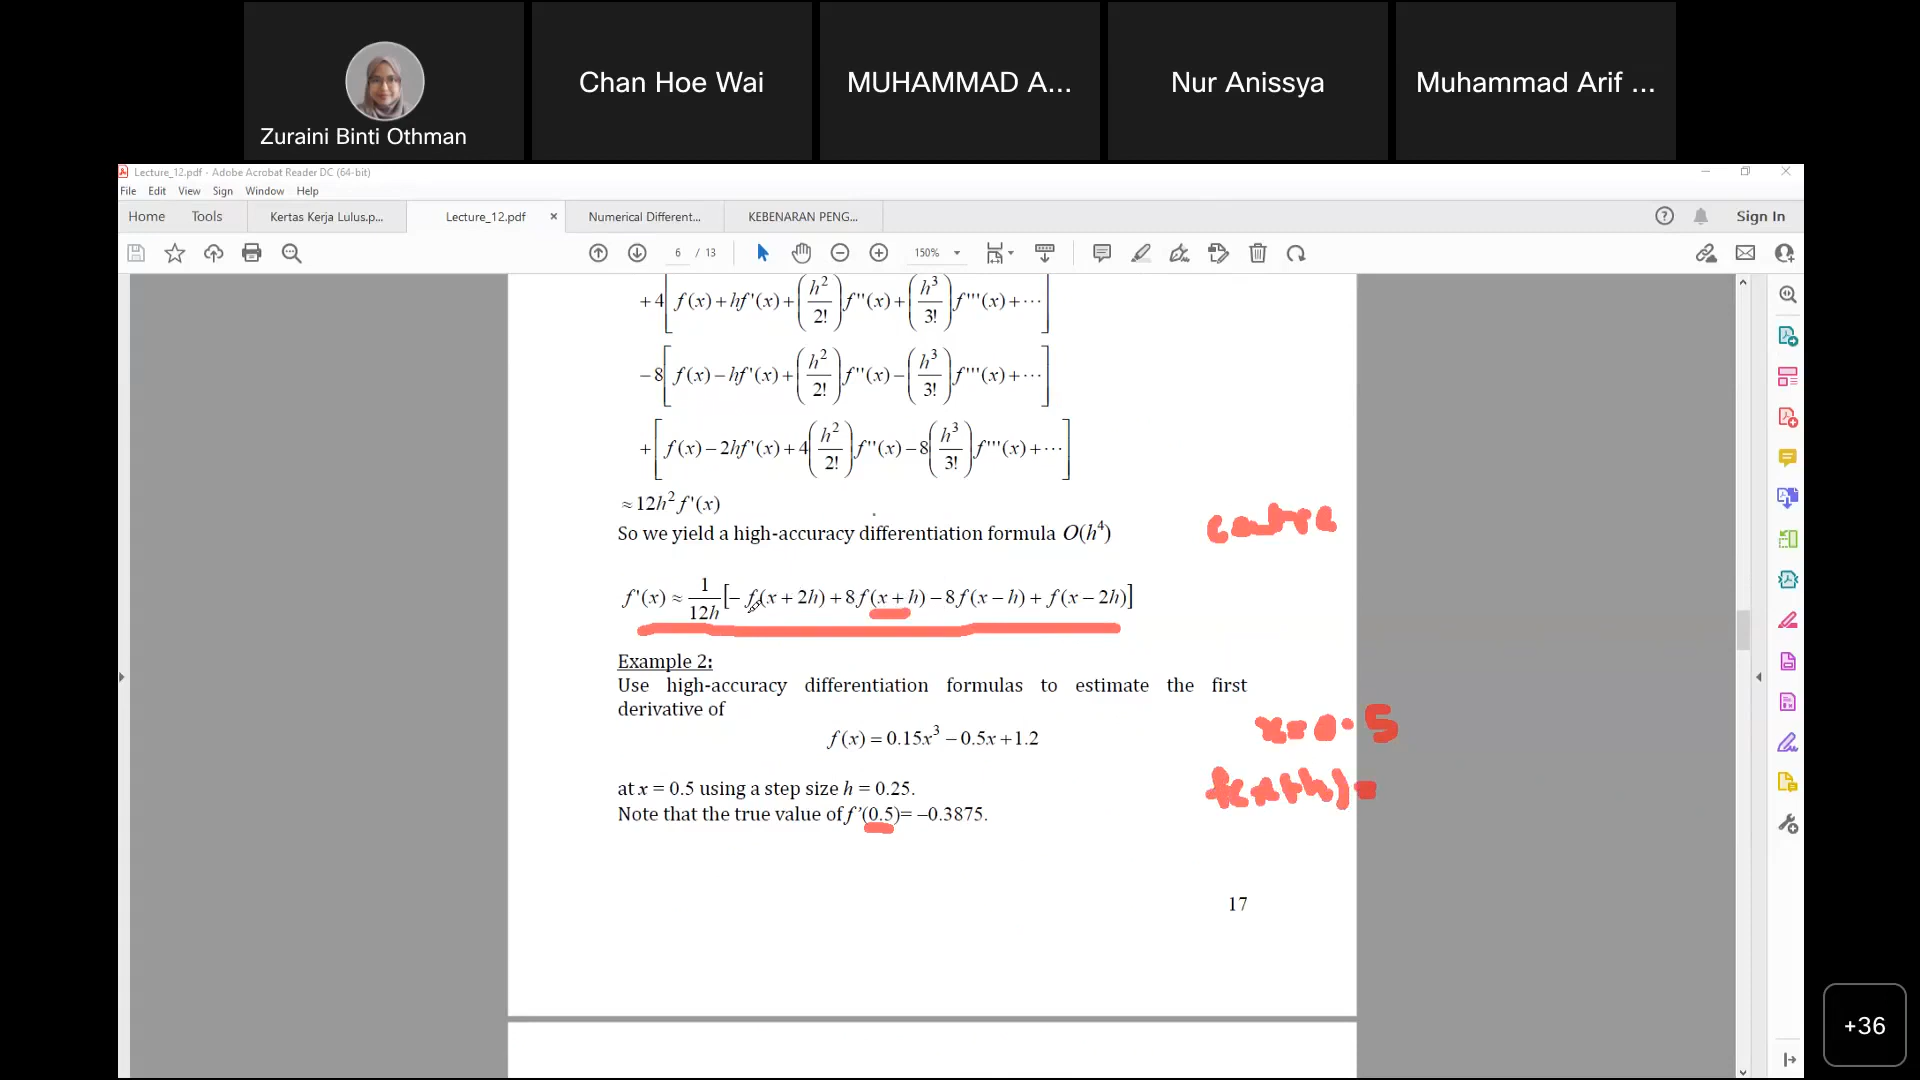 Zuraini Binti Othman
Chan Hoe Wai
MUHAMMAD A...
Nur Anissya
Muhammad Arif ...
Lecture_12.pdf - Adobe Acrobat Reader DC (64-bit)
File Edit View Sign Window Help
Home Tools Kertas Kerja Lulus.p... Lecture_12.pdf × Numerical Different... KEBENARAN PENG... Sign In
6 / 13 150%
+4[f(x)+hf'(x)+(h²/2!)f''(x)+(h³/3!)f'''(x)+⋯]
−8[f(x)−hf'(x)+(h²/2!)f''(x)−(h³/3!)f'''(x)+⋯]
+[f(x)−2hf'(x)+4(h²/2!)f''(x)−8(h³/3!)f'''(x)+⋯]
≈12h² f'(x)
So we yield a high-accuracy differentiation formula O(h⁴)
centre
f'(x) ≈ 1/12h [−f(x+2h)+8f(x+h)−8f(x−h)+f(x−2h)]
Example 2:
Use high-accuracy differentiation formulas to estimate the first
derivative of
f(x) = 0.15x³ −0.5x+1.2
x=0.5
at x = 0.5 using a step size h = 0.25.
f(x+h)=
Note that the true value of f'(0.5)= −0.3875.
17
+36